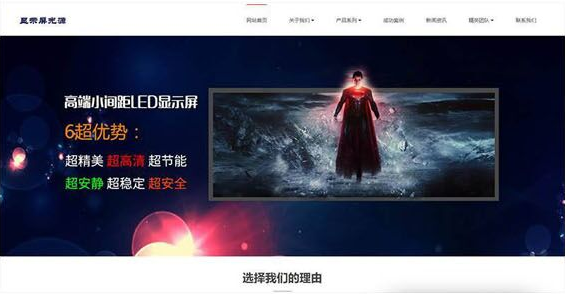 显示屏光源
网站首页 关于我们 产品系列 成功案例 新闻资讯 精英团队 联系我们
高端小间距LED显示屏
6超优势：
超精美 超高清 超节能
超安静 超稳定 超安全
选择我们的理由